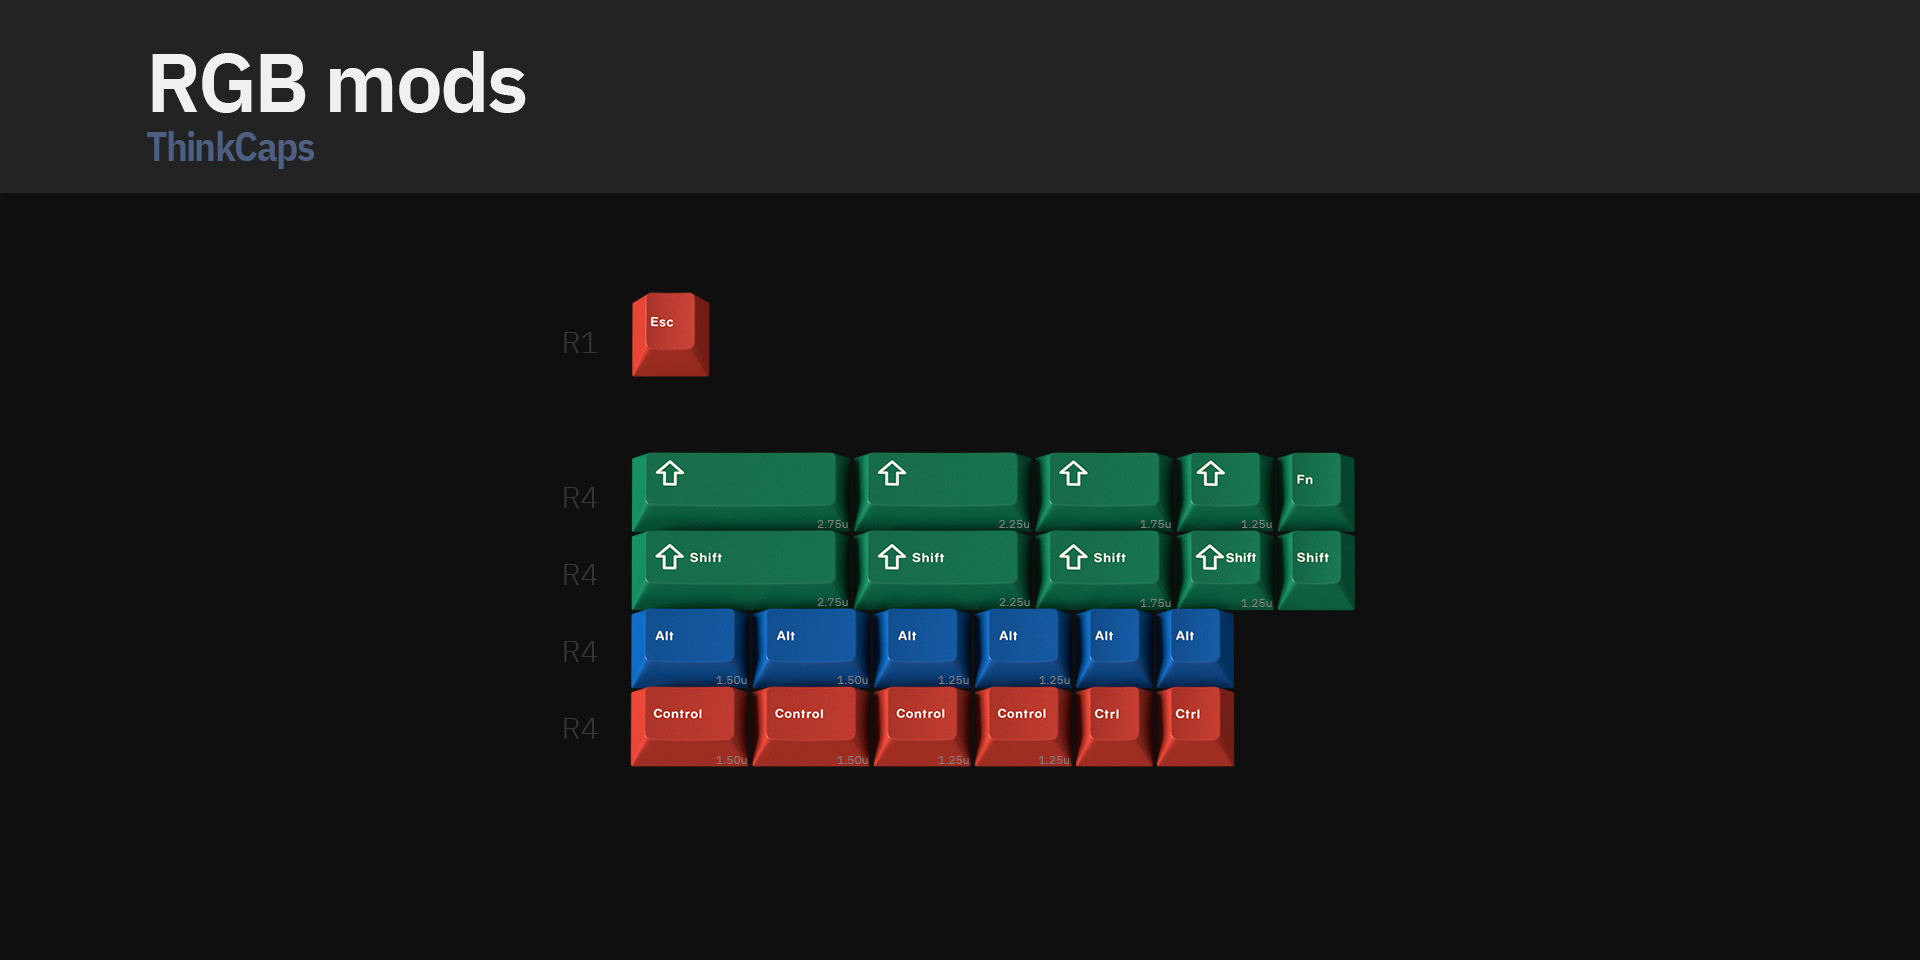 RGB mods
ThinkCaps
R1
Esc
R4
Fn
2.75u 2.25u 1.75u 1.25u
R4
Shift Shift Shift Shift Shift
2.75u 2.25u 1.75u 1.25u
R4
Alt Alt Alt Alt Alt Alt
1.50u 1.50u 1.25u 1.25u
R4
Control Control Control Control Ctrl Ctrl
1.50u 1.50u 1.25u 1.25u